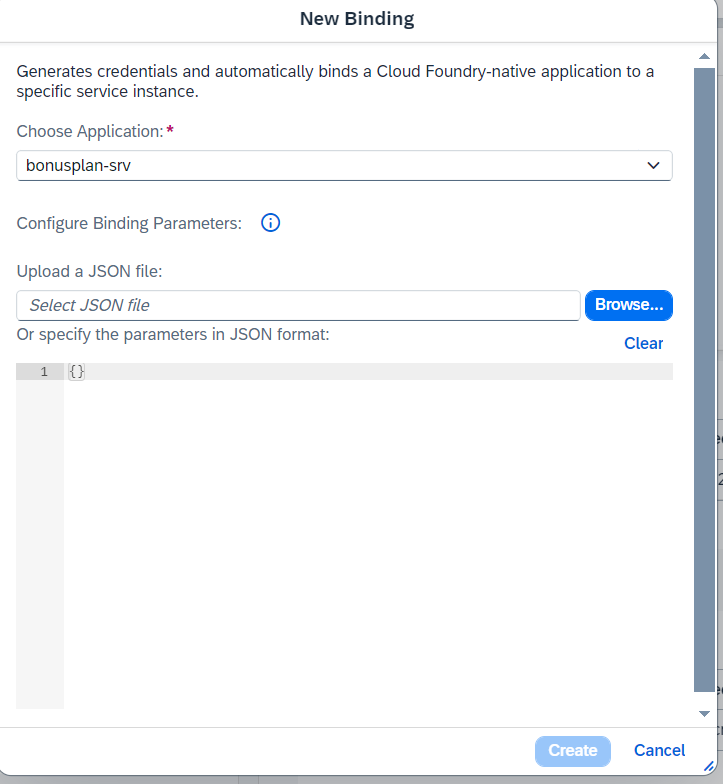 New Binding
Generates credentials and automatically binds a Cloud Foundry-native application to a
specific service instance.
Choose Application:*
bonusplan-srv
Configure Binding Parameters:
Upload a JSON file:
Select JSON file
Browse...
Or specify the parameters in JSON format:
Clear
1 {}
Create
Cancel